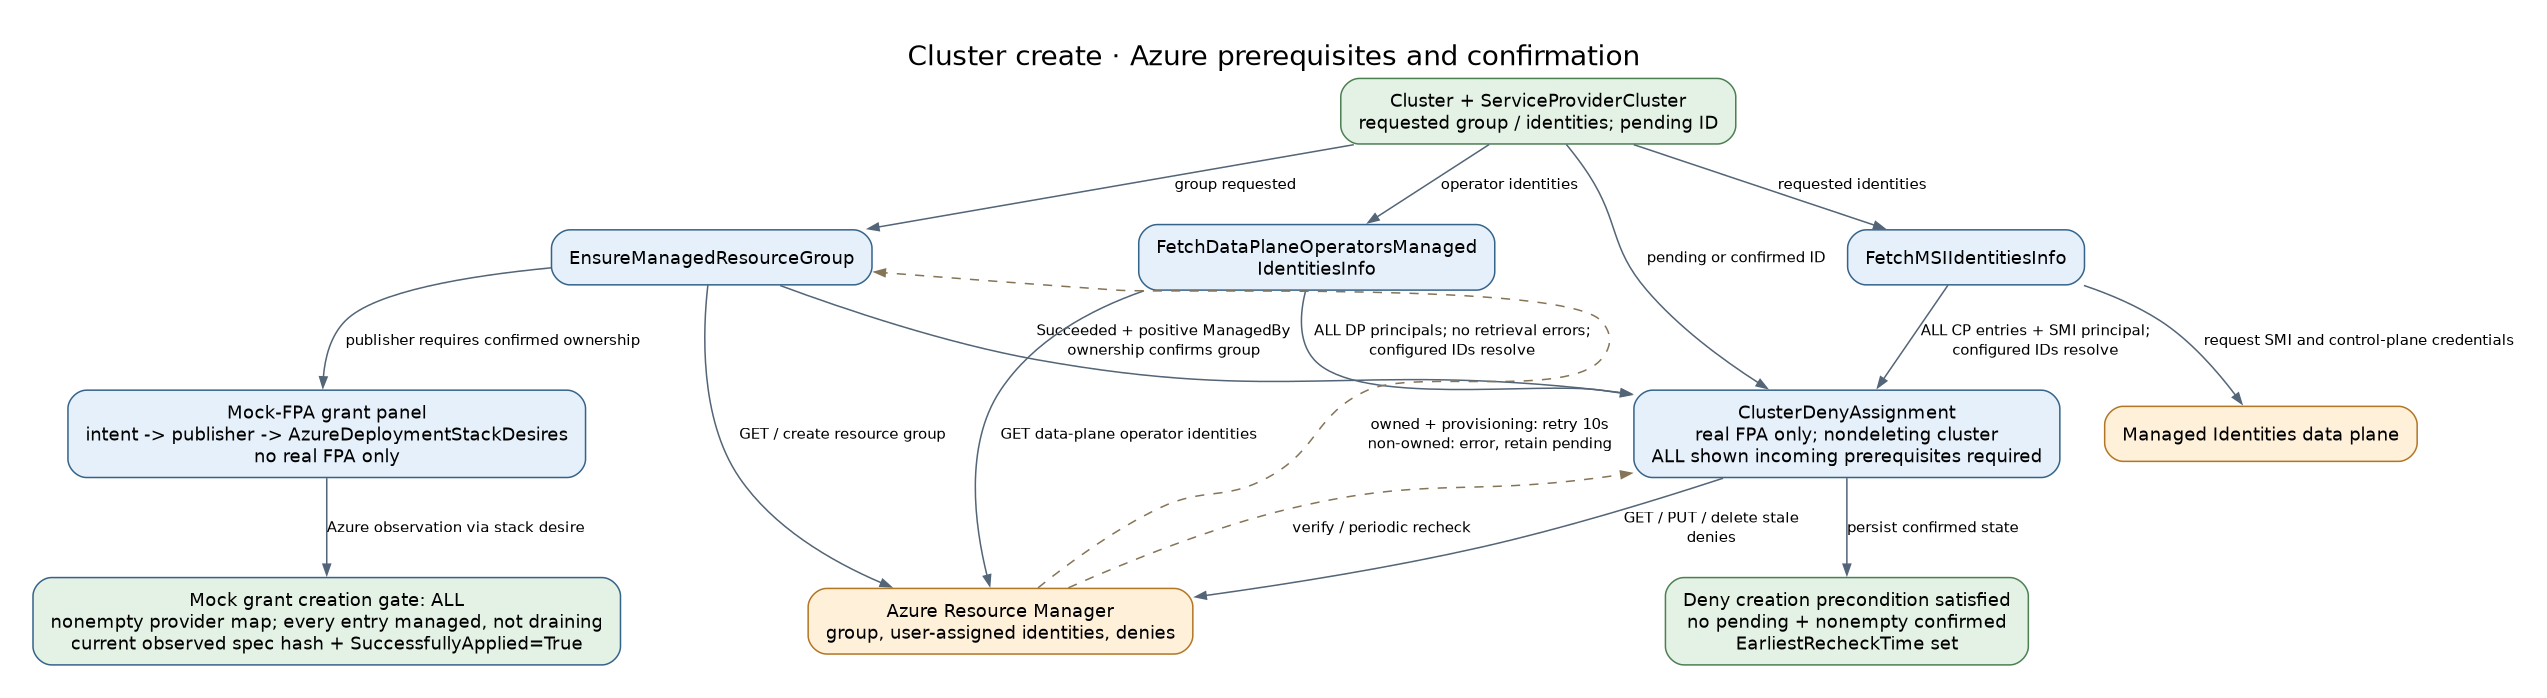 Cluster create · Azure prerequisites and confirmation
Cluster + ServiceProviderCluster
requested group / identities; pending ID
group requested
operator identities
requested identities
EnsureManagedResourceGroup
FetchDataPlaneOperatorsManaged
IdentitiesInfo
pending or confirmed ID
FetchMSIIdentitiesInfo
publisher requires confirmed ownership
Succeeded + positive ManagedBy
ownership confirms group
ALL DP principals; no retrieval errors;
configured IDs resolve
ALL CP entries + SMI principal;
configured IDs resolve
request SMI and control-plane credentials
Mock-FPA grant panel
intent -> publisher -> AzureDeploymentStackDesires
no real FPA only
GET / create resource group
GET data-plane operator identities
owned + provisioning: retry 10s
non-owned: error, retain pending
ClusterDenyAssignment
real FPA only; nondeleting cluster
ALL shown incoming prerequisites required
Managed Identities data plane
Azure observation via stack desire
verify / periodic recheck
GET / PUT / delete stale
denies
persist confirmed state
Mock grant creation gate: ALL
nonempty provider map; every entry managed, not draining
current observed spec hash + SuccessfullyApplied=True
Azure Resource Manager
group, user-assigned identities, denies
Deny creation precondition satisfied
no pending + nonempty confirmed
EarliestRecheckTime set